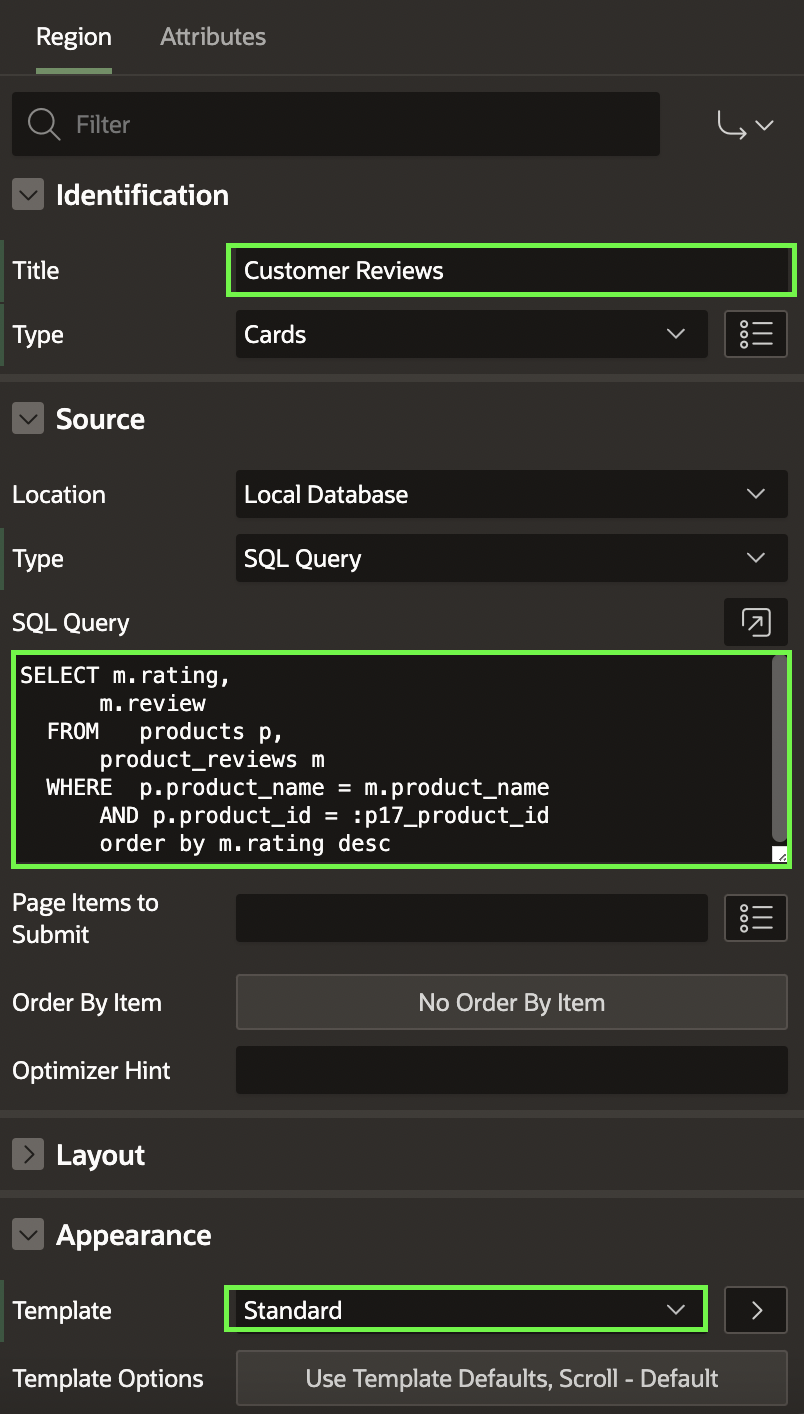 Region Attributes
Filter
Identification
Title Customer Reviews
Type Cards
Source
Location Local Database
Type SQL Query
SQL Query
SELECT m.rating,
      m.review
  FROM   products p,
      product_reviews m
  WHERE  p.product_name = m.product_name
      AND p.product_id = :p17_product_id
      order by m.rating desc
Page Items to
Submit
Order By Item No Order By Item
Optimizer Hint
Layout
Appearance
Template Standard
Template Options Use Template Defaults, Scroll - Default